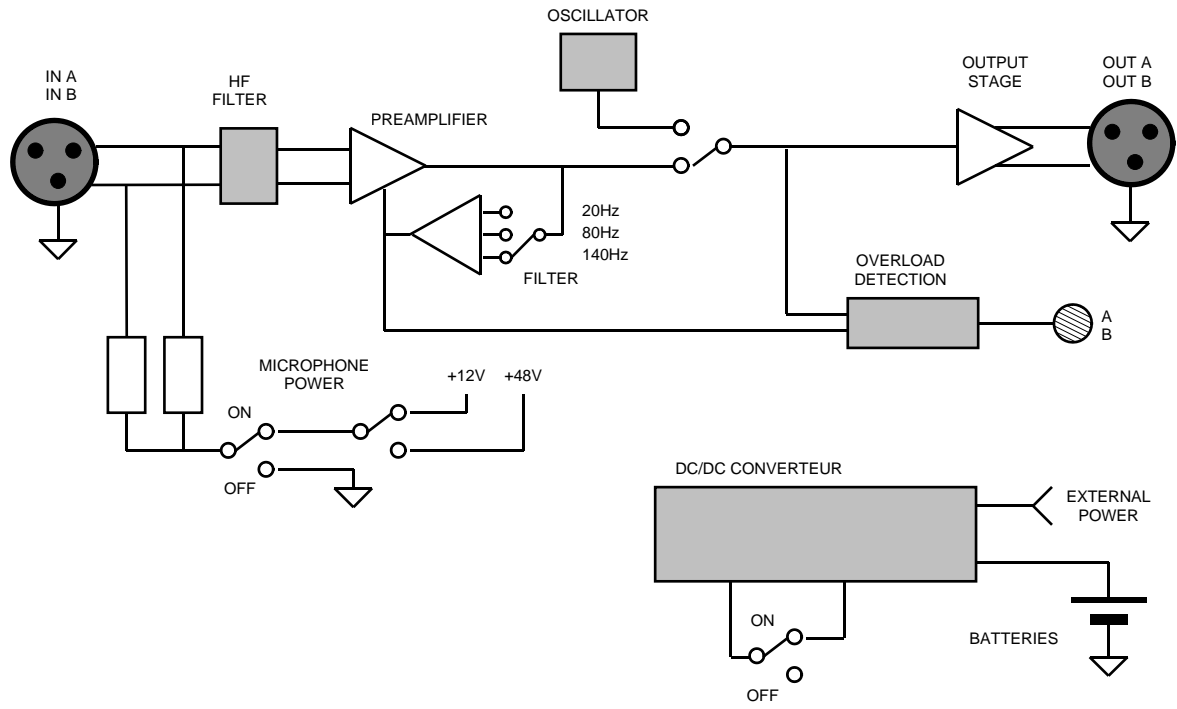 OSCILLATOR
IN A
IN B
HF
FILTER
PREAMPLIFIER
OUTPUT
STAGE
OUT A
OUT B
20Hz
80Hz
140Hz
FILTER
OVERLOAD
DETECTION
A
B
MICROPHONE
POWER
+12V
+48V
ON
OFF
DC/DC CONVERTEUR
EXTERNAL
POWER
ON
OFF
BATTERIES